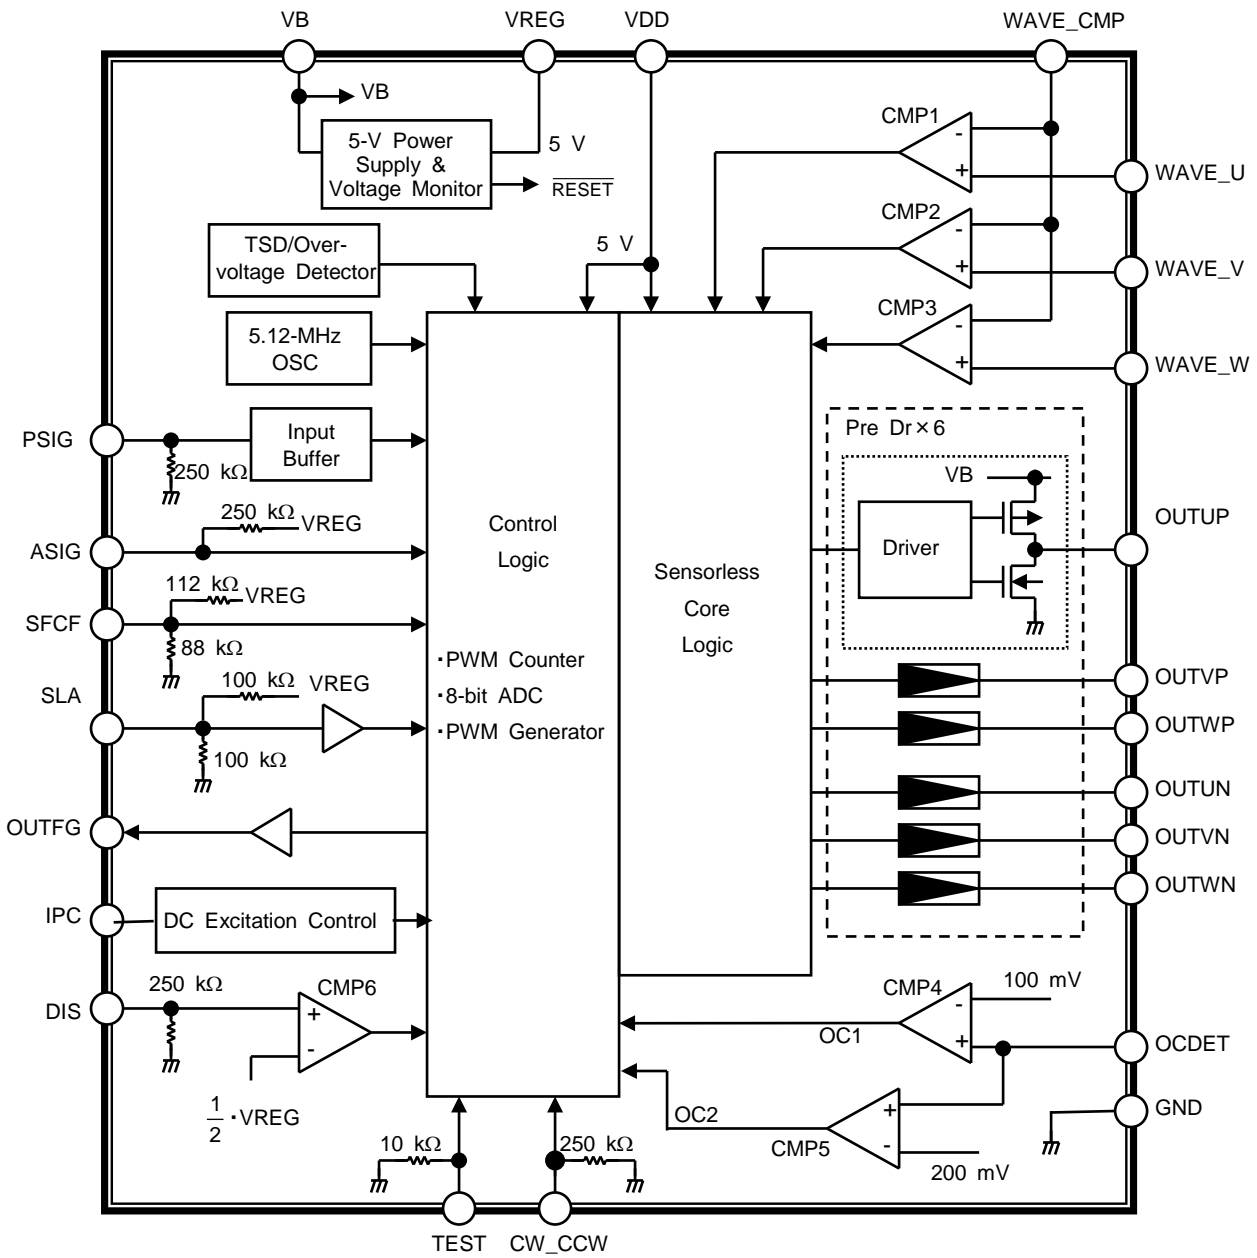 VB
VREG
VDD
WAVE_CMP
VB
5-V Power
Supply &
Voltage Monitor
5 V
RESET
CMP1
-
+
WAVE_U
TSD/Over-
voltage Detector
5 V
CMP2
-
+
WAVE_V
5.12-MHz
OSC
CMP3
-
+
WAVE_W
PSIG
250 kΩ
Input
Buffer
Pre Dr×6
VB
Driver
OUTUP
ASIG
250 kΩ
VREG
Control
Logic
Sensorless
Core
Logic
SFCF
112 kΩ
VREG
88 kΩ
·PWM Counter
·8-bit ADC
·PWM Generator
SLA
100 kΩ
VREG
100 kΩ
OUTVP
OUTWP
OUTUN
OUTVN
OUTWN
OUTFG
IPC
DC Excitation Control
DIS
250 kΩ
CMP6
+
-
1
2
·VREG
CMP4
-
+
100 mV
OC1
OCDET
OC2
CMP5
+
-
200 mV
GND
10 kΩ
250 kΩ
TEST
CW_CCW